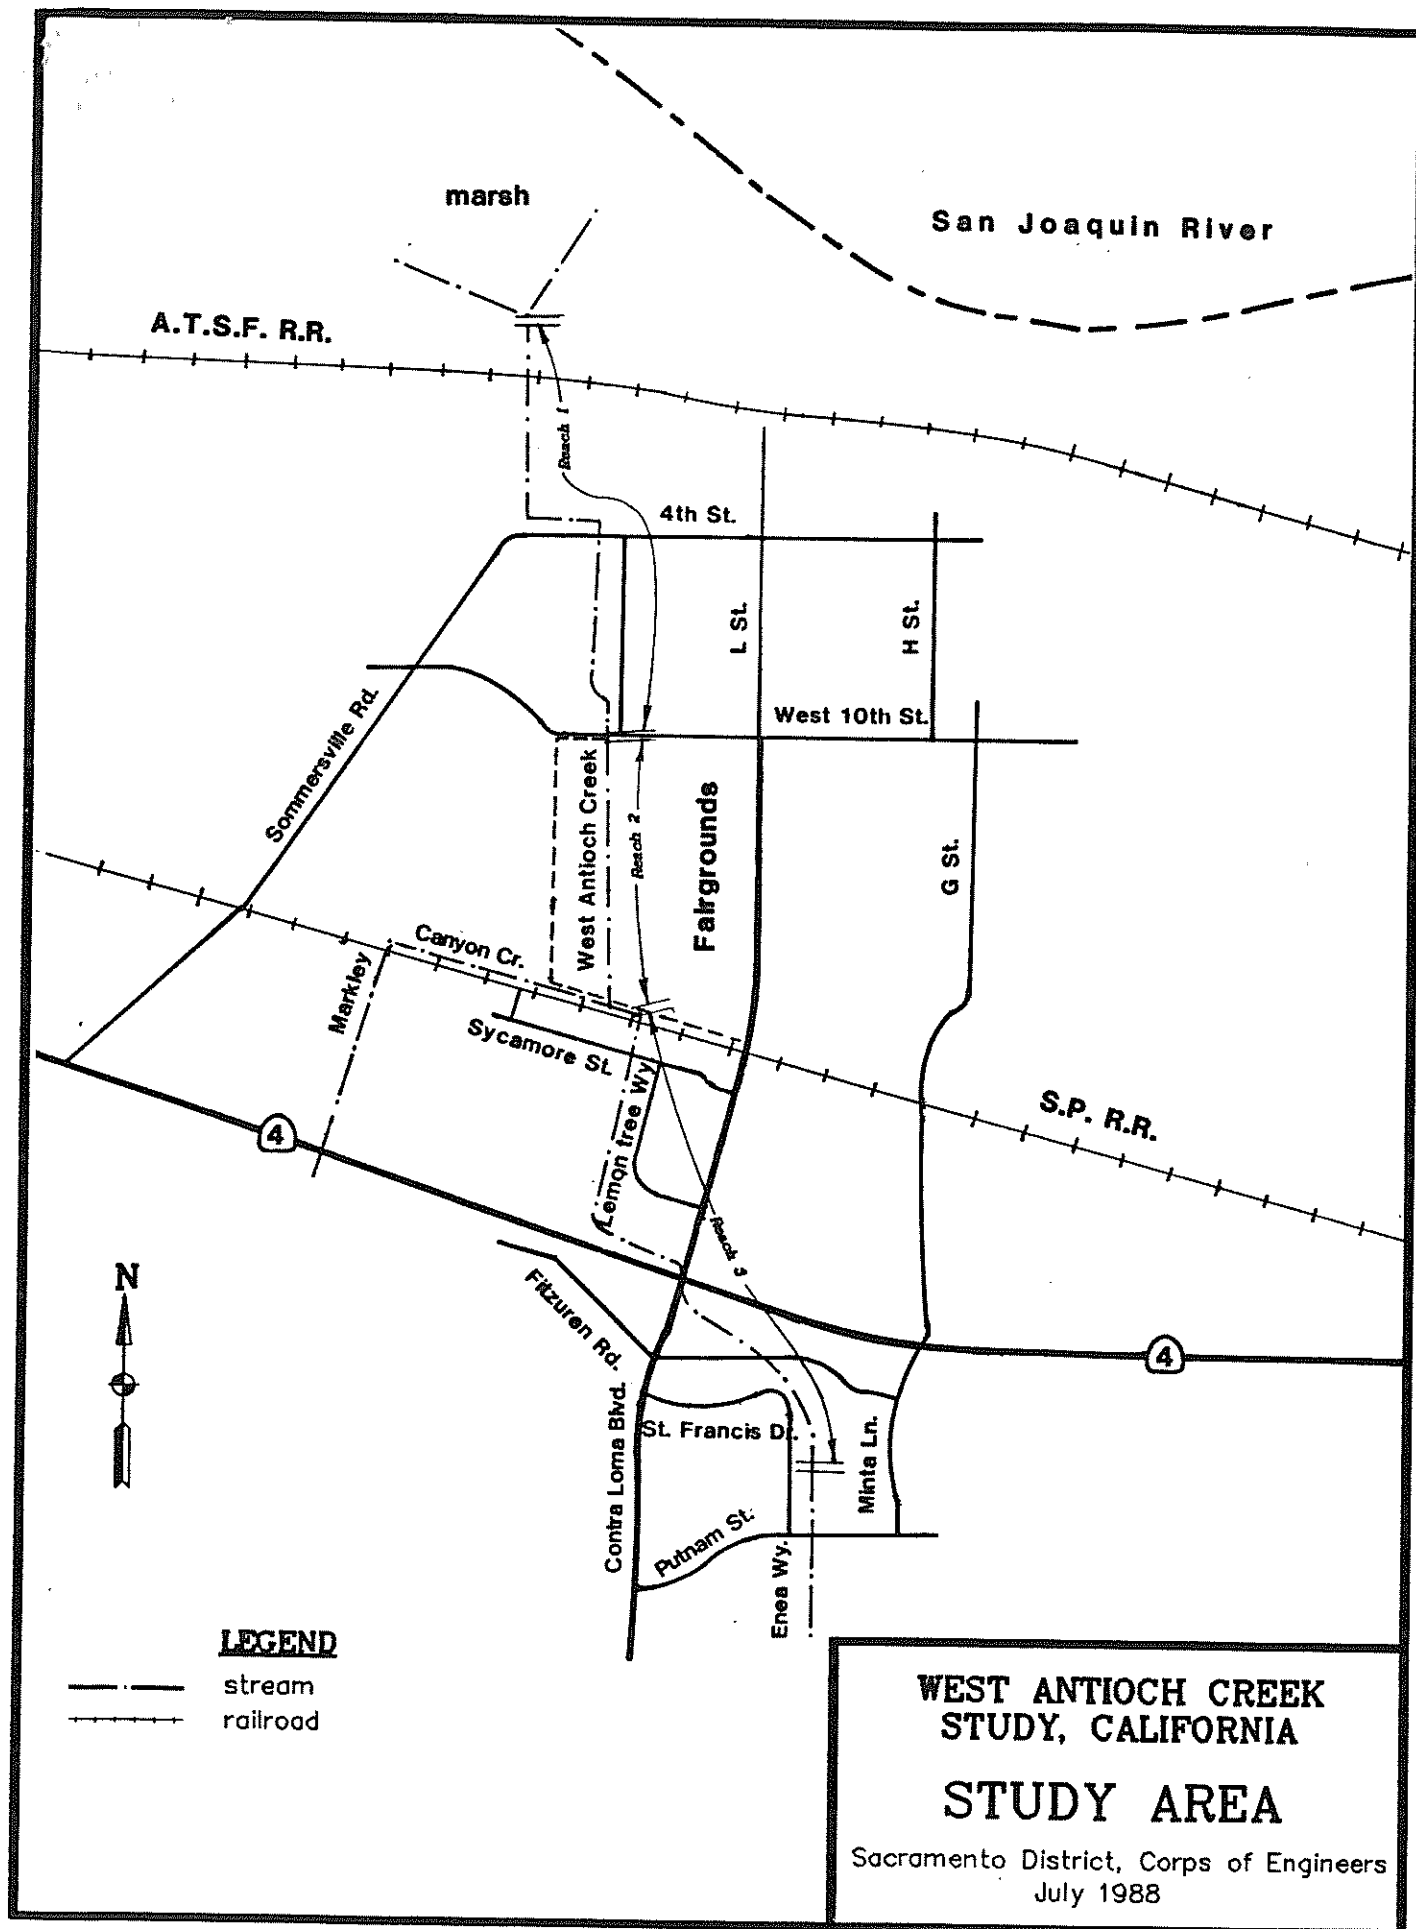 marsh
San Joaquin River
A.T.S.F. R.R.
Reach 1
4th St.
L St.
H St.
West 10th St.
Sommersville Rd.
West Antioch Creek
Reach 2
Fairgrounds
G St.
Canyon Cr.
Markley
Sycamore St.
Lemon tree Wy
S.P. R.R.
4
Reach 3
N
Fitzuren Rd.
4
Contra Loma Blvd.
St. Francis Dr.
Minta Ln.
Putnam St.
Enea Wy.
LEGEND
stream
railroad
WEST ANTIOCH CREEK
STUDY, CALIFORNIA
STUDY AREA
Sacramento District, Corps of Engineers
July 1988